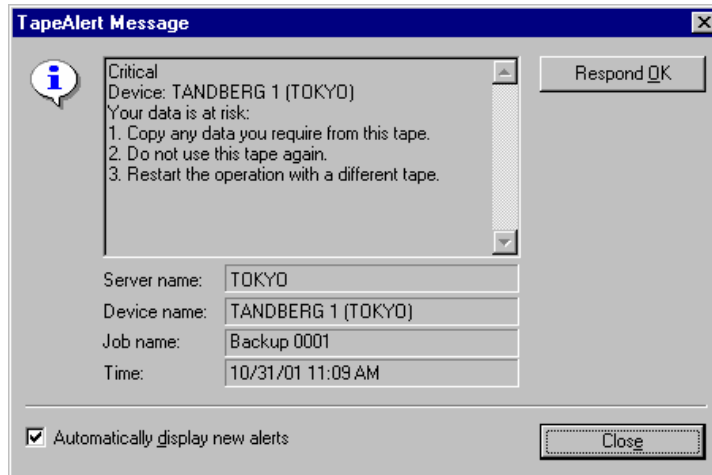 TapeAlert Message
Critical
Device: TANDBERG 1 (TOKYO)
Your data is at risk:
1. Copy any data you require from this tape.
2. Do not use this tape again.
3. Restart the operation with a different tape.
Respond OK
Server name: TOKYO
Device name: TANDBERG 1 (TOKYO)
Job name: Backup 0001
Time: 10/31/01 11:09 AM
Automatically display new alerts
Close